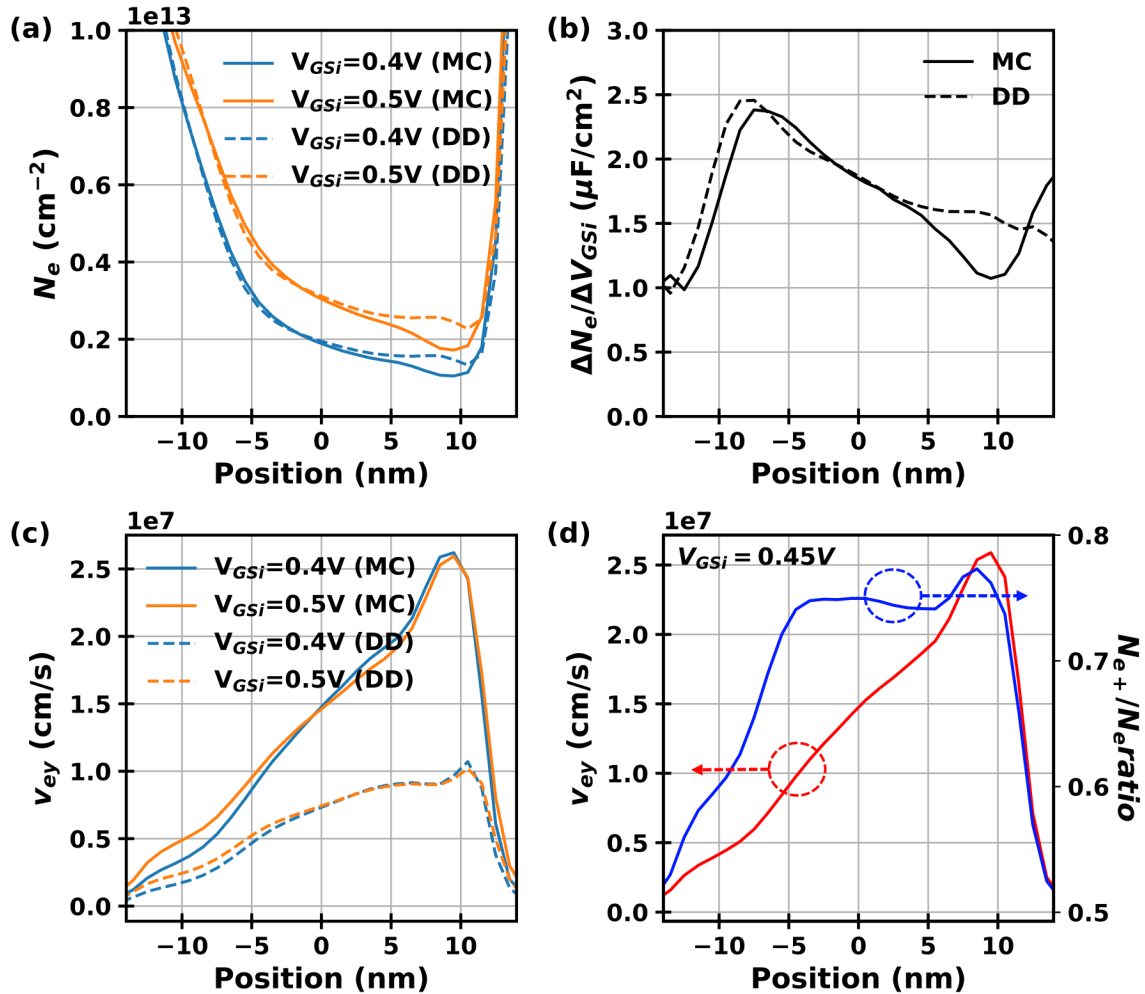 (a)
1e13
V_GSi=0.4V (MC)
V_GSi=0.5V (MC)
V_GSi=0.4V (DD)
V_GSi=0.5V (DD)
N_e (cm⁻²)
1.0
0.8
0.6
0.4
0.2
0.0
−10 −5 0 5 10
Position (nm)
(b)
MC
DD
ΔN_e/ΔV_GSi (μF/cm²)
3.0
2.5
2.0
1.5
1.0
0.5
0.0
−10 −5 0 5 10
Position (nm)
(c)
1e7
V_GSi=0.4V (MC)
V_GSi=0.5V (MC)
V_GSi=0.4V (DD)
V_GSi=0.5V (DD)
v_ey (cm/s)
2.5
2.0
1.5
1.0
0.5
0.0
−10 −5 0 5 10
Position (nm)
(d)
1e7
V_GSi = 0.45V
v_ey (cm/s)
2.5
2.0
1.5
1.0
0.5
0.0
0.8
0.7
0.6
0.5
N_e+/N_e ratio
−10 −5 0 5 10
Position (nm)